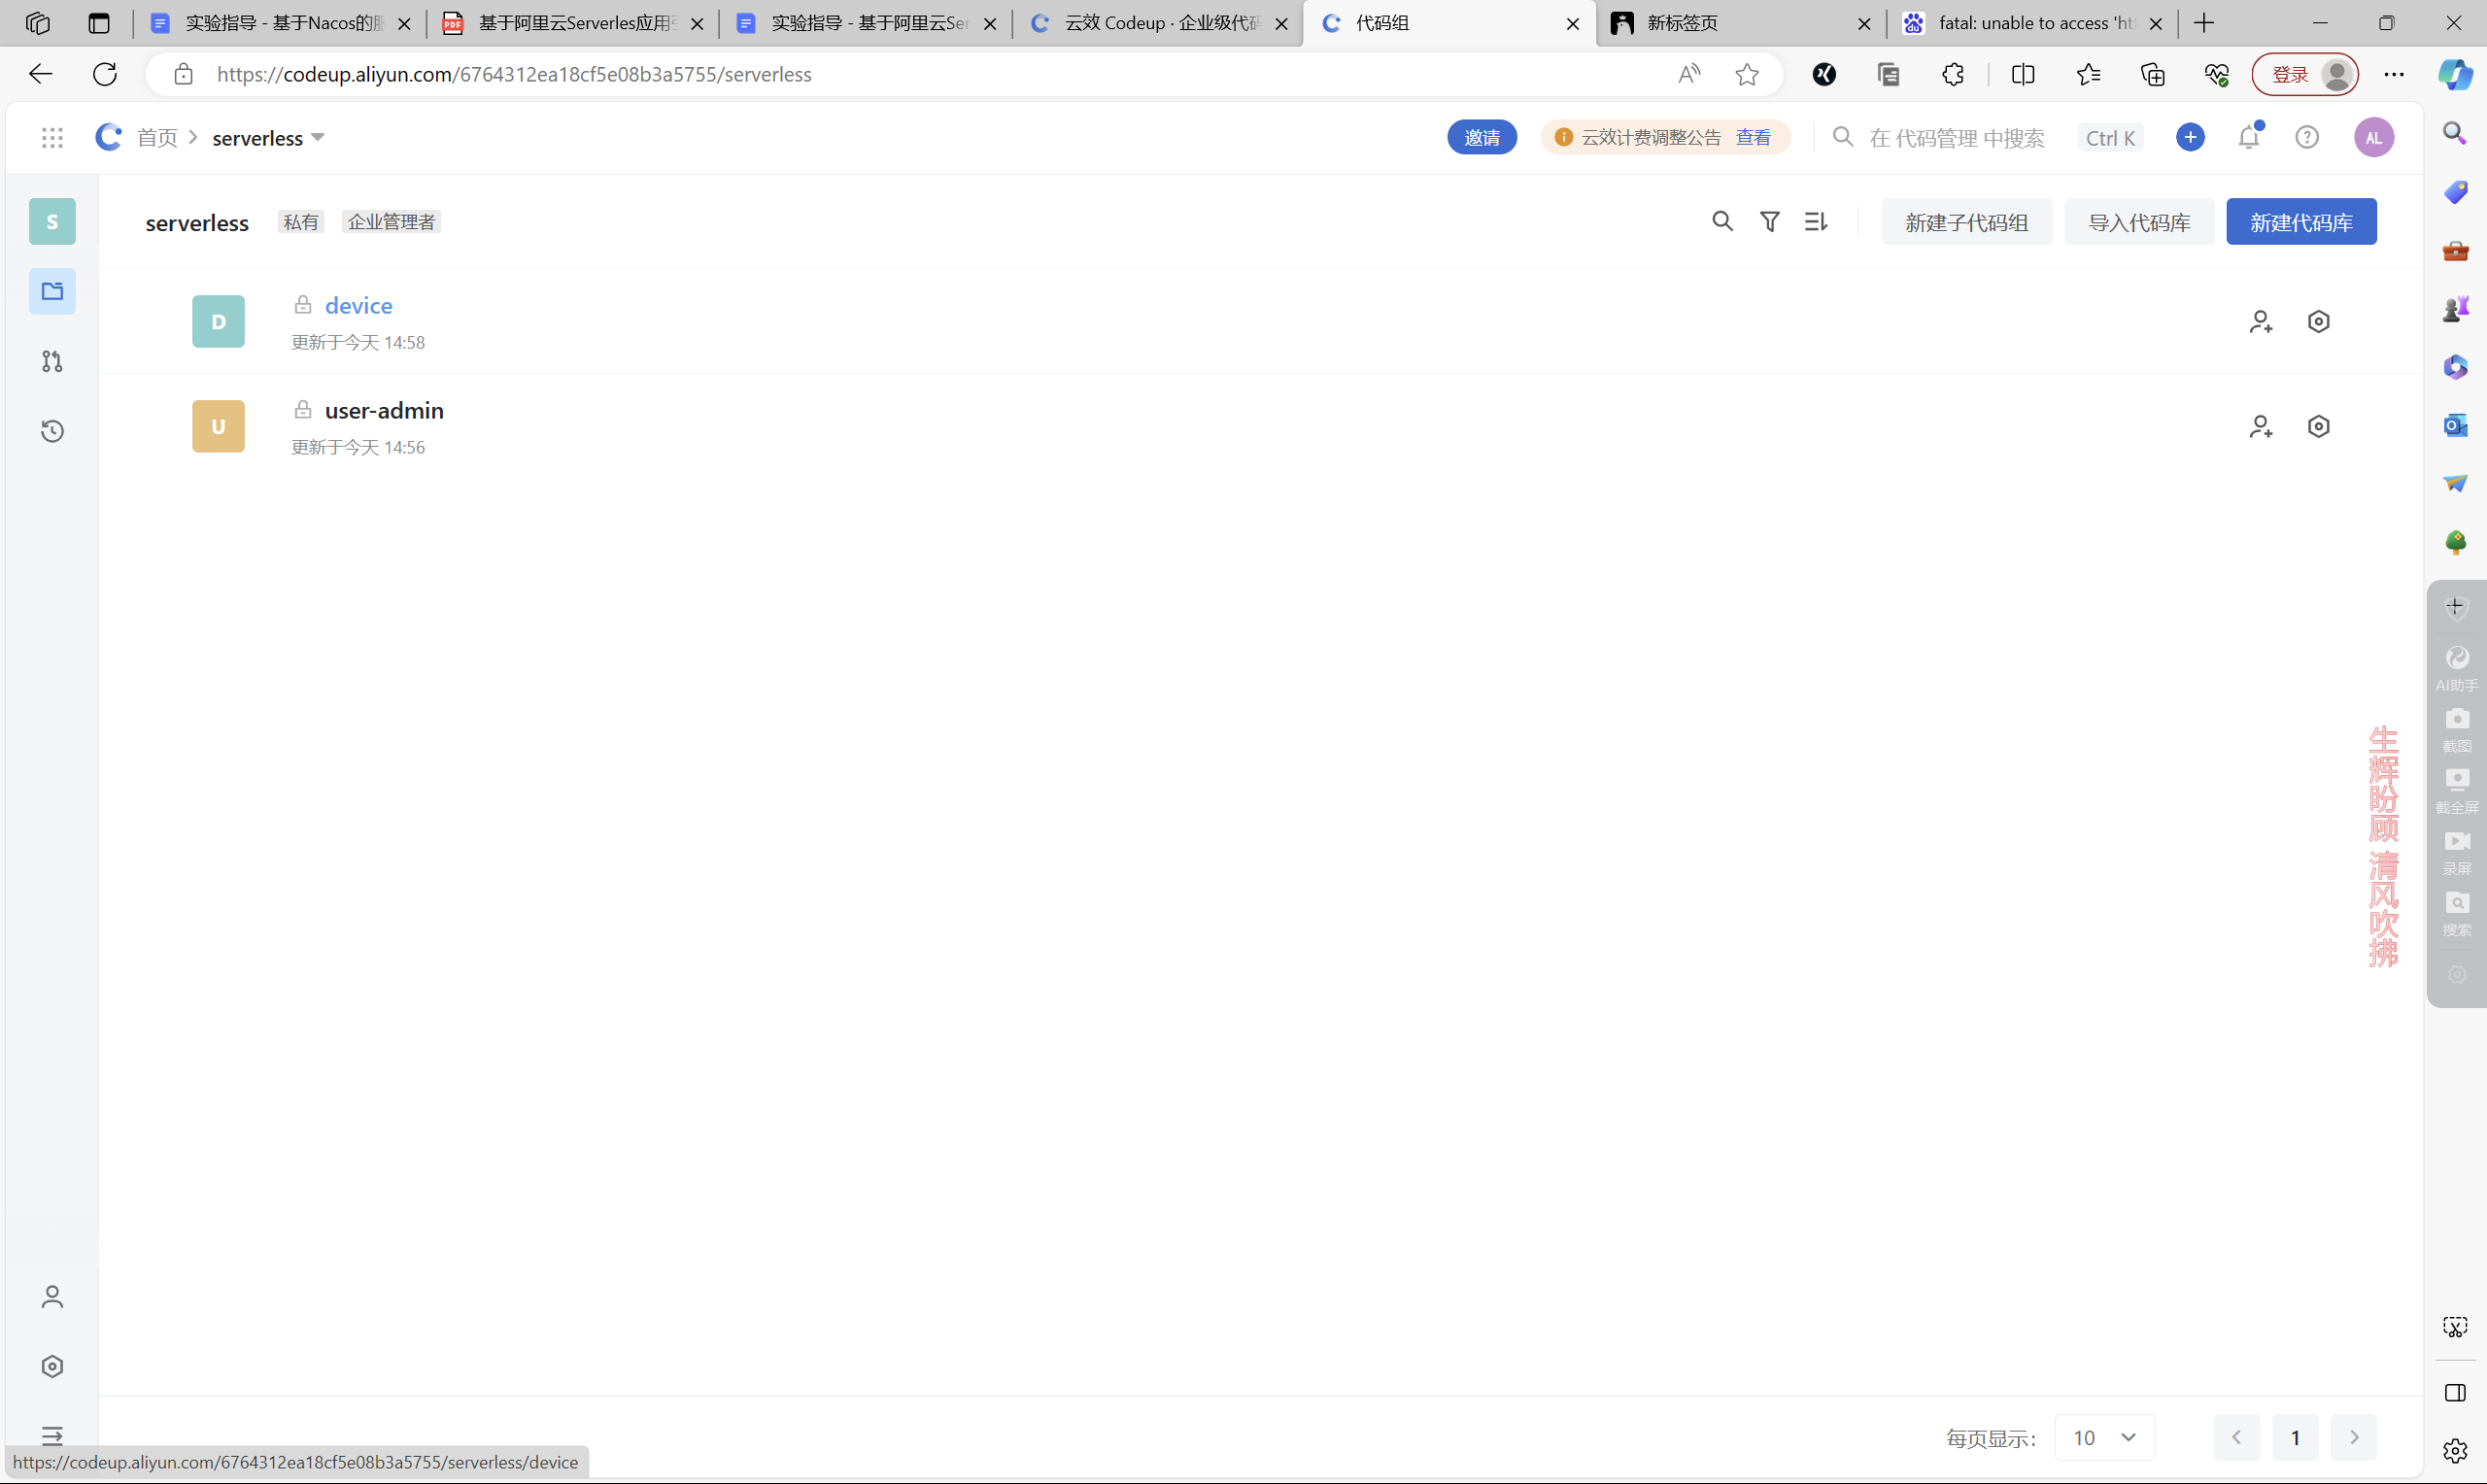 实验指导 - 基于Nacos的服
基于阿里云Serverles应用引
实验指导 - 基于阿里云Ser
云效 Codeup · 企业级代码
代码组
新标签页
fatal: unable to access 'ht
https://codeup.aliyun.com/6764312ea18cf5e08b3a5755/serverless
登录
首页
serverless
邀请
云效计费调整公告 查看
在 代码管理 中搜索
Ctrl K
AL
S
serverless
私有
企业管理者
新建子代码组
导入代码库
新建代码库
D
device
更新于今天 14:58
U
user-admin
更新于今天 14:56
AI助手
截图
截全屏
录屏
搜索
生辉盼顾 清风吹拂
每页显示:
10
1
https://codeup.aliyun.com/6764312ea18cf5e08b3a5755/serverless/device